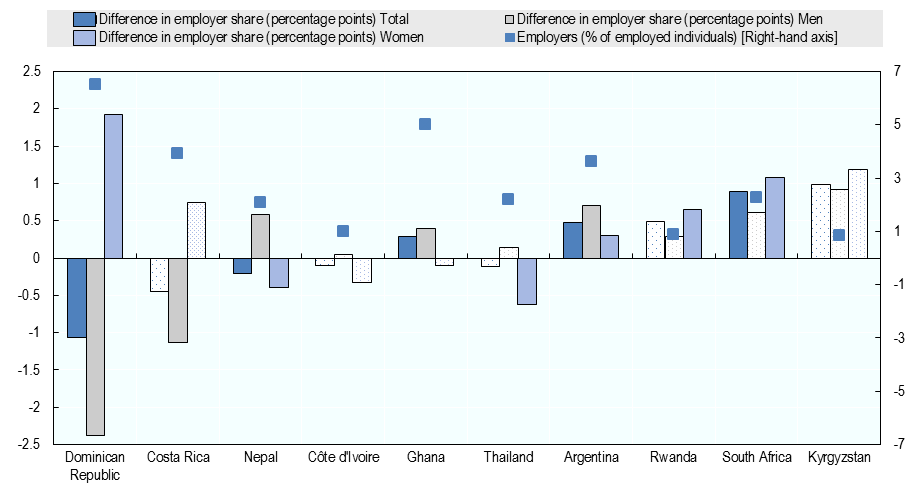 Difference in employer share (percentage points) Total
Difference in employer share (percentage points) Men
Difference in employer share (percentage points) Women
Employers (% of employed individuals) [Right-hand axis]
2.5
2
1.5
1
0.5
0
-0.5
-1
-1.5
-2
-2.5
7
5
3
1
-1
-3
-5
-7
Dominican Republic
Costa Rica
Nepal
Côte d'Ivoire
Ghana
Thailand
Argentina
Rwanda
South Africa
Kyrgyzstan